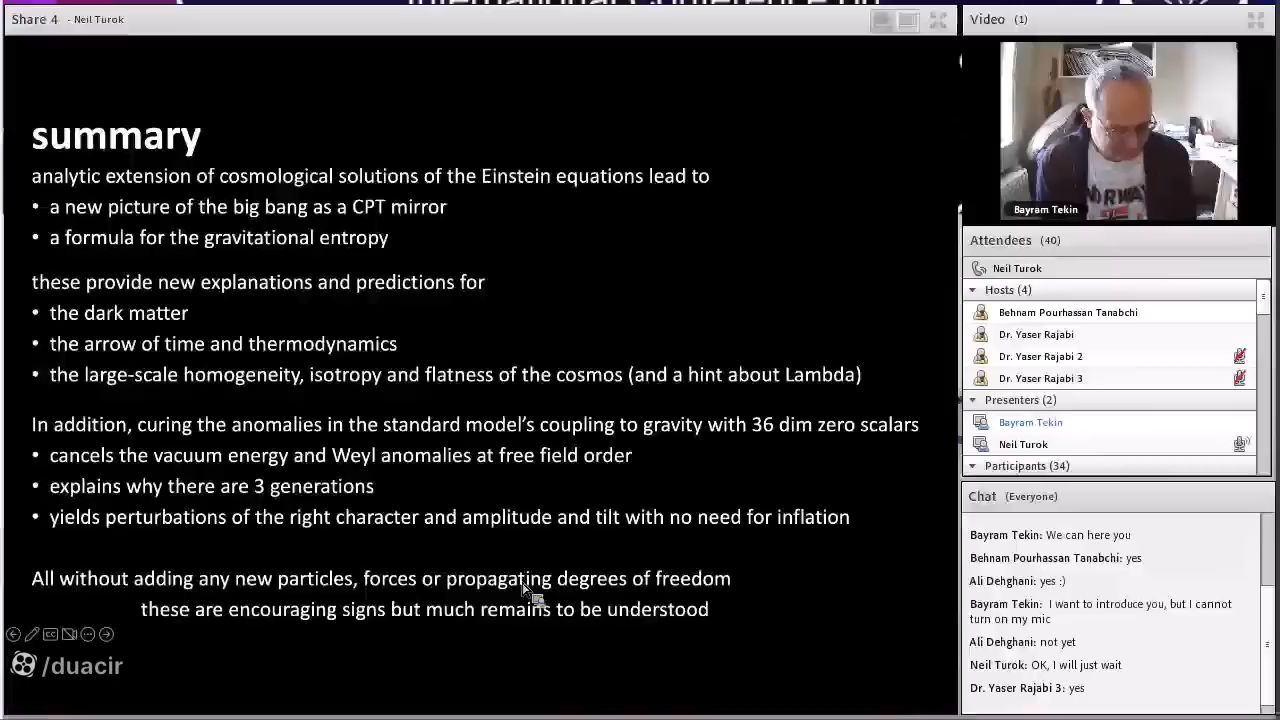 International Conference on
Share 4 - Neil Turok
summary
analytic extension of cosmological solutions of the Einstein equations lead to
• a new picture of the big bang as a CPT mirror
• a formula for the gravitational entropy
these provide new explanations and predictions for
• the dark matter
• the arrow of time and thermodynamics
• the large-scale homogeneity, isotropy and flatness of the cosmos (and a hint about Lambda)
In addition, curing the anomalies in the standard model’s coupling to gravity with 36 dim zero scalars
• cancels the vacuum energy and Weyl anomalies at free field order
• explains why there are 3 generations
• yields perturbations of the right character and amplitude and tilt with no need for inflation
All without adding any new particles, forces or propagating degrees of freedom
these are encouraging signs but much remains to be understood
CC
/duacir
Video (1)
NORWAY
Bayram Tekin
Attendees (40)
Neil Turok
Hosts (4)
Behnam Pourhassan Tanabchi
Dr. Yaser Rajabi
Dr. Yaser Rajabi 2
Dr. Yaser Rajabi 3
Presenters (2)
Bayram Tekin
Neil Turok
Participants (34)
Chat (Everyone)
Bayram Tekin: We can here you
Behnam Pourhassan Tanabchi: yes
Ali Dehghani: yes :)
Bayram Tekin: I want to introduce you, but I cannot
turn on my mic
Ali Dehghani: not yet
Neil Turok: OK, I will just wait
Dr. Yaser Rajabi 3: yes